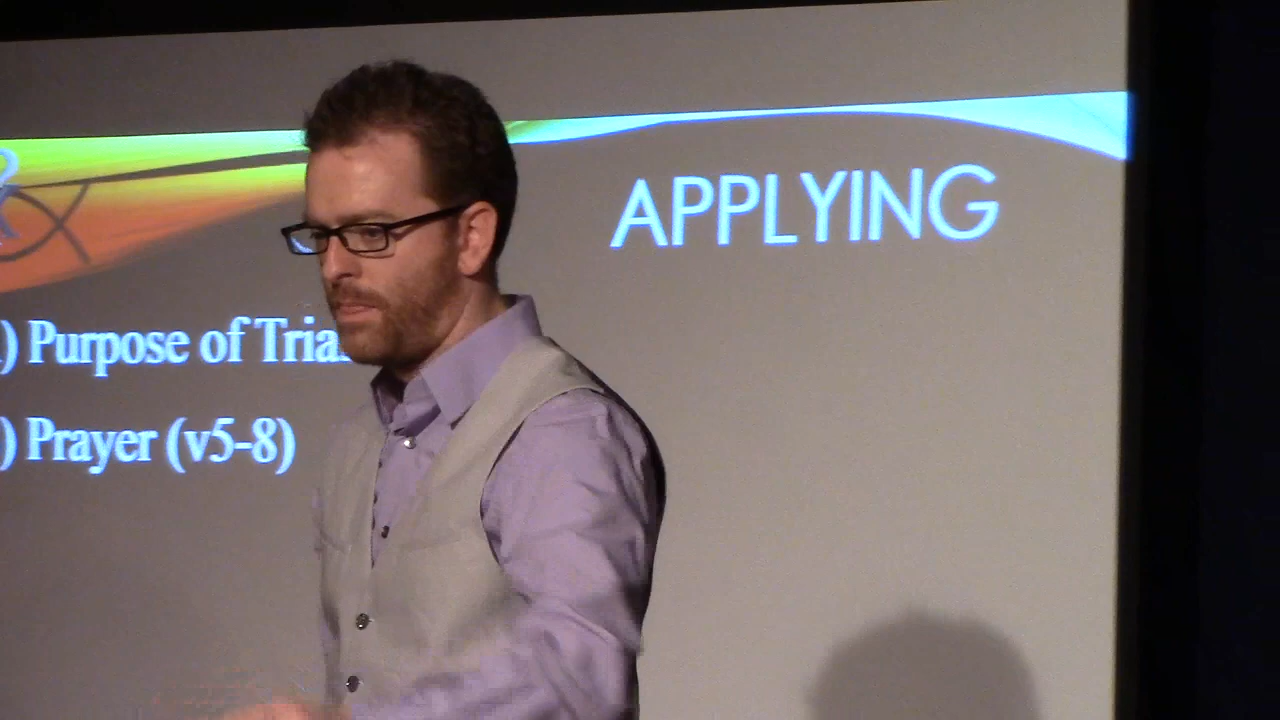 APPLYING
) Purpose of Tria
) Prayer (v5-8)